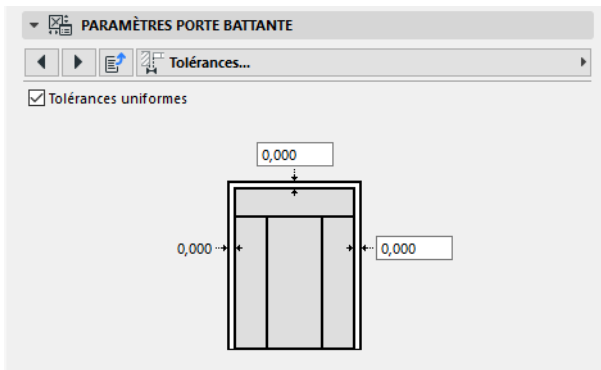 PARAMÈTRES PORTE BATTANTE
Tolérances...
Tolérances uniformes
0,000
0,000
0,000